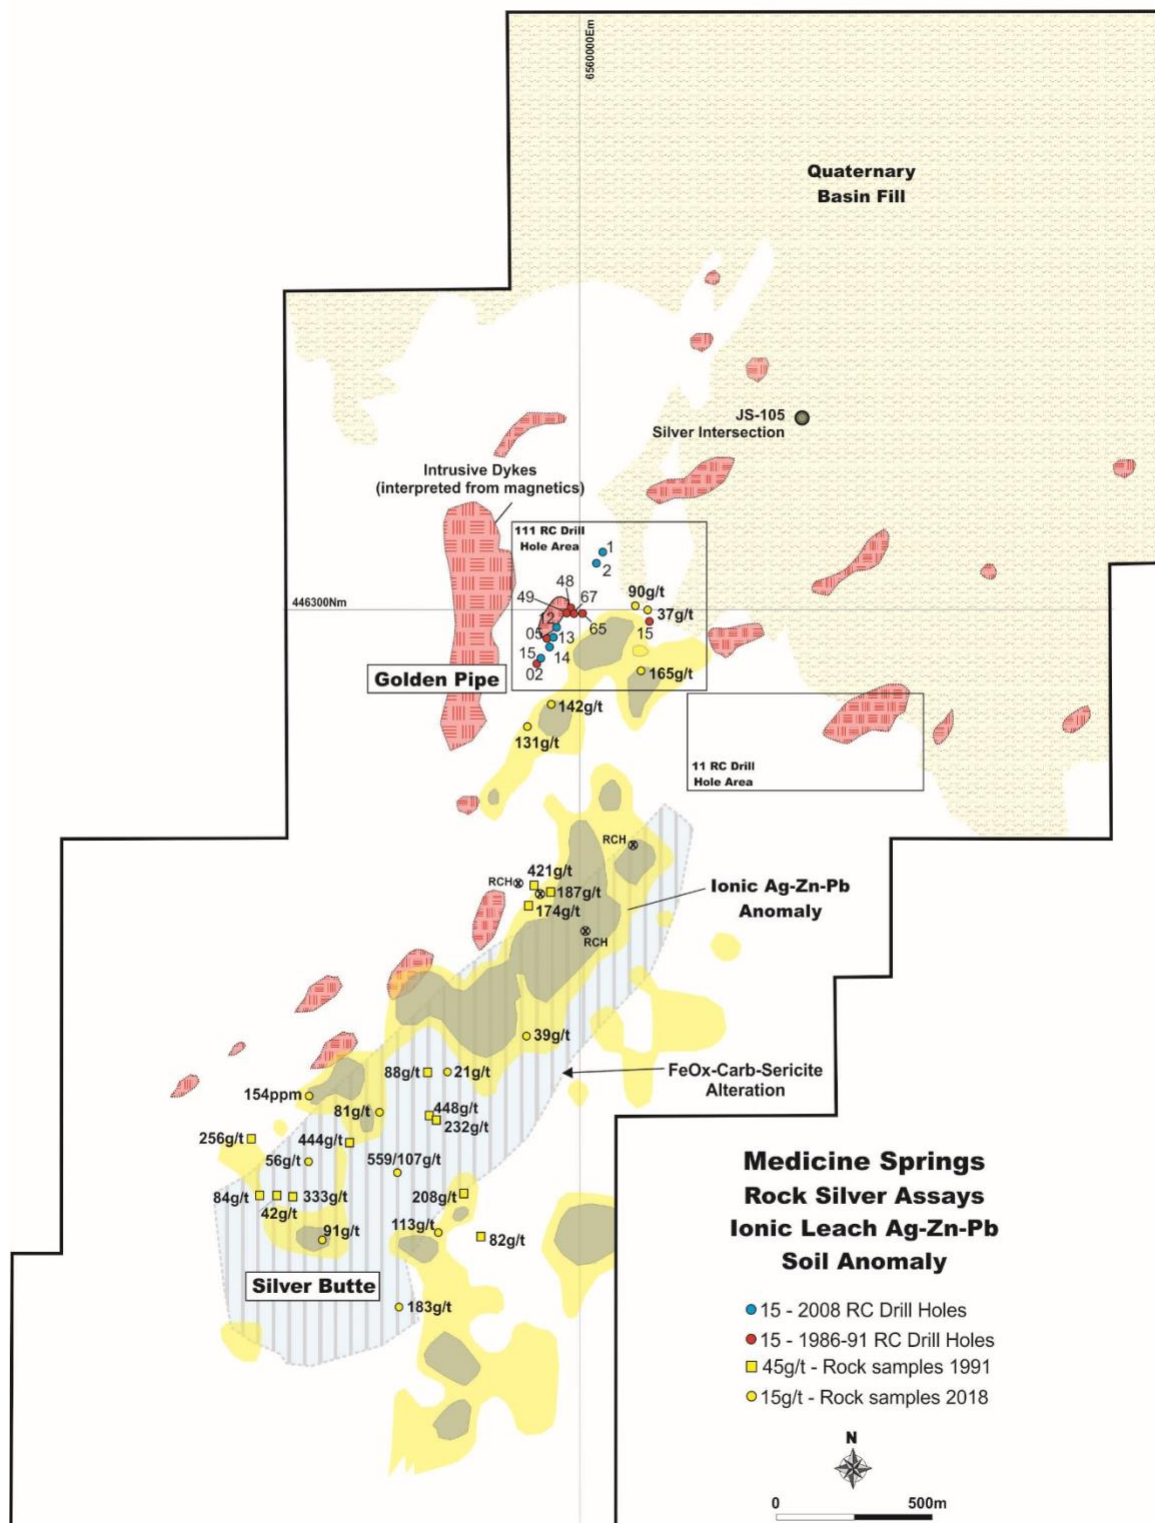 6560000Em
Quaternary
Basin Fill
JS-105
Silver Intersection
Intrusive Dykes
(interpreted from magnetics)
111 RC Drill
Hole Area
1
2
48
49
67
90g/t
37g/t
12
05
13
65
15
15
14
02
Golden Pipe
165g/t
142g/t
131g/t
446300Nm
11 RC Drill
Hole Area
RCH
421g/t
RCH
187g/t
174g/t
Ionic Ag-Zn-Pb
Anomaly
RCH
39g/t
88g/t
21g/t
FeOx-Carb-Sericite
Alteration
154ppm
81g/t
448g/t
232g/t
256g/t
444g/t
56g/t
559/107g/t
84g/t
42g/t
333g/t
208g/t
91g/t
113g/t
82g/t
Silver Butte
183g/t
Medicine Springs
Rock Silver Assays
Ionic Leach Ag-Zn-Pb
Soil Anomaly
15 - 2008 RC Drill Holes
15 - 1986-91 RC Drill Holes
45g/t - Rock samples 1991
15g/t - Rock samples 2018
N
0 500m